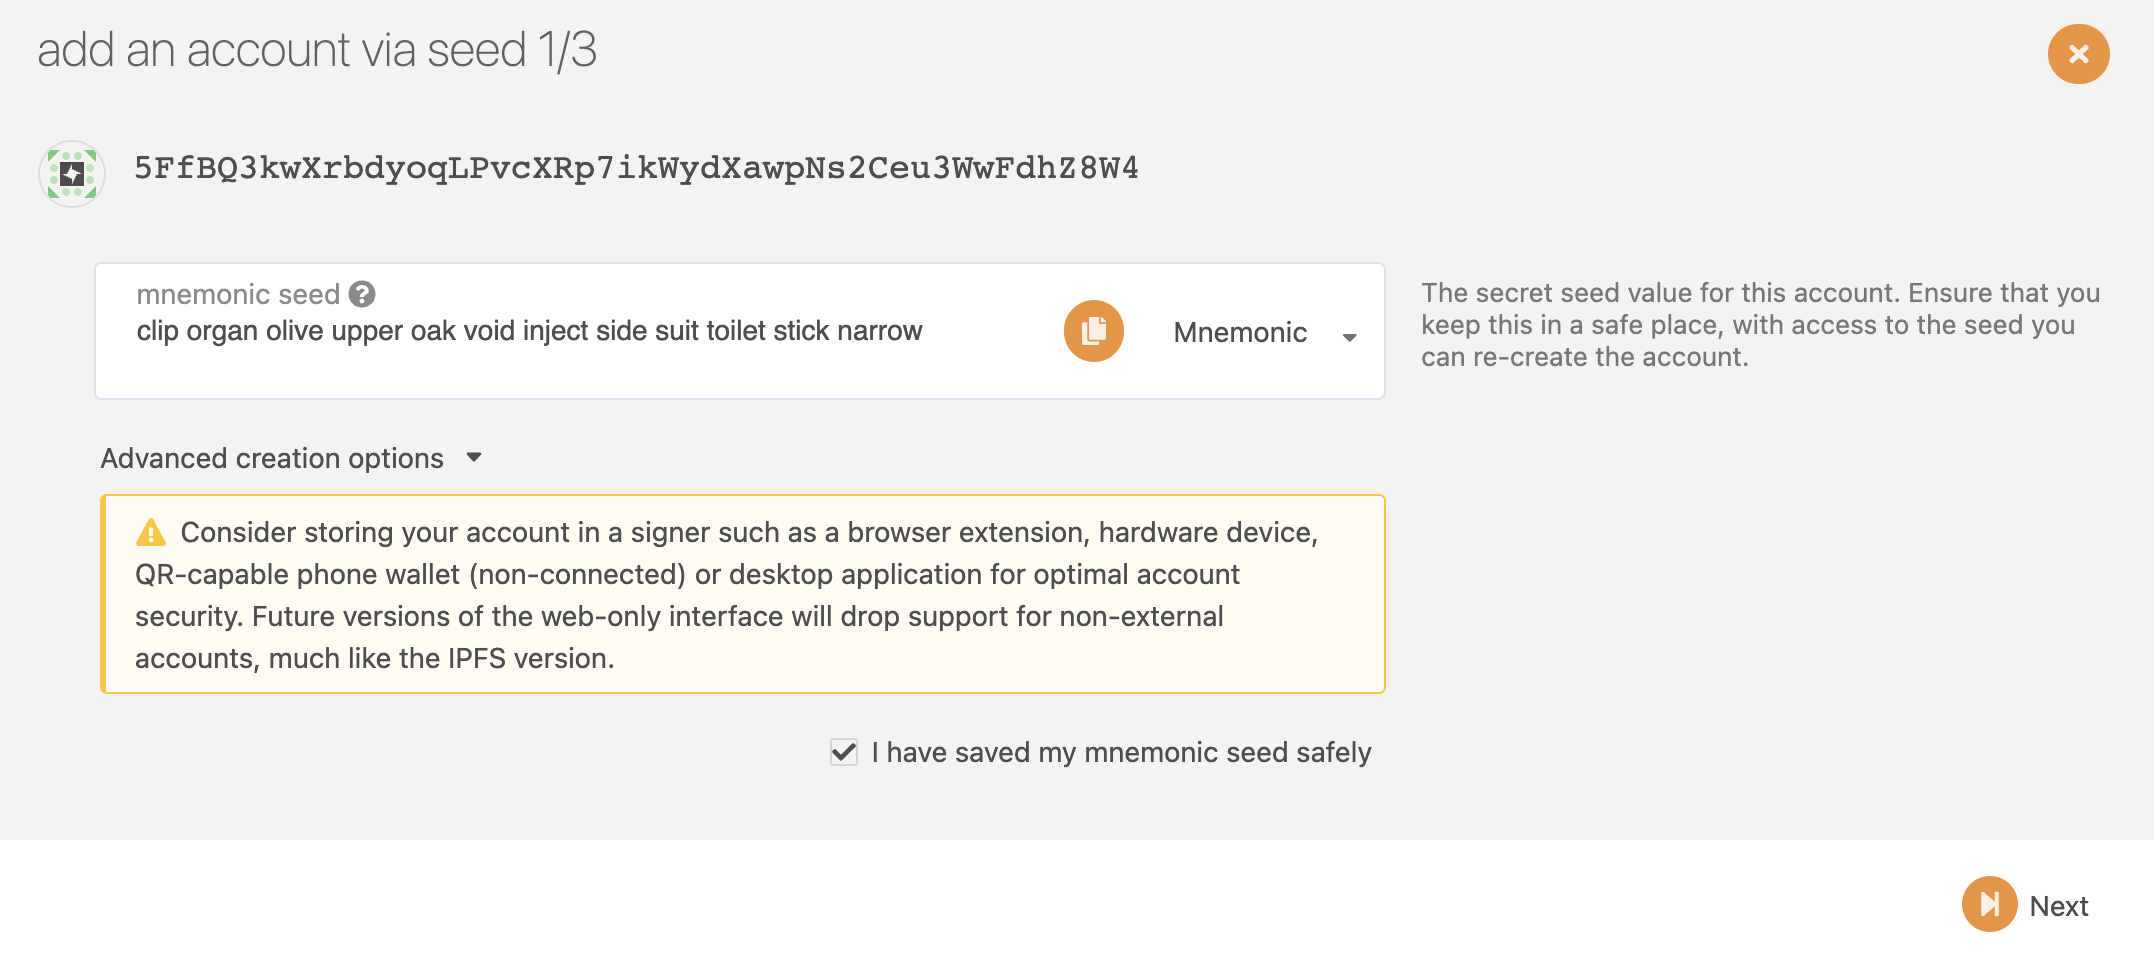 add an account via seed 1/3
5FfBQ3kwXrbdyoqLPvcXRp7ikWydXawpNs2Ceu3WwFdhZ8W4
mnemonic seed
clip organ olive upper oak void inject side suit toilet stick narrow
Mnemonic
The secret seed value for this account. Ensure that you
keep this in a safe place, with access to the seed you
can re-create the account.
Advanced creation options
Consider storing your account in a signer such as a browser extension, hardware device,
QR-capable phone wallet (non-connected) or desktop application for optimal account
security. Future versions of the web-only interface will drop support for non-external
accounts, much like the IPFS version.
I have saved my mnemonic seed safely
Next